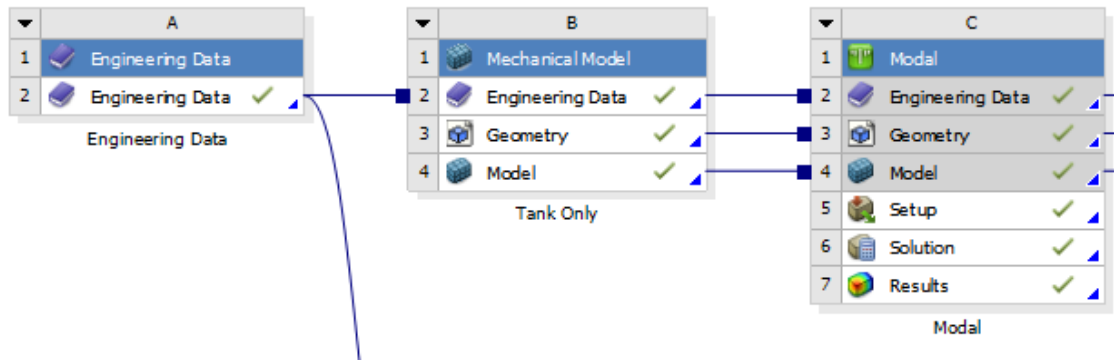 A
1 Engineering Data
2 Engineering Data
Engineering Data
B
1 Mechanical Model
2 Engineering Data
3 Geometry
4 Model
Tank Only
C
1 Modal
2 Engineering Data
3 Geometry
4 Model
5 Setup
6 Solution
7 Results
Modal